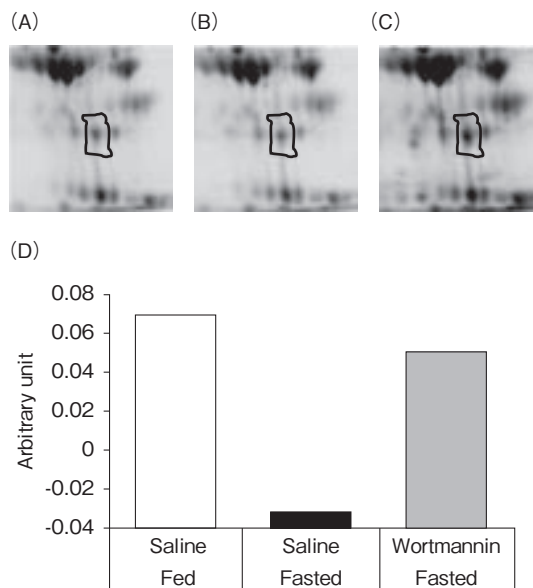 (A)
(B)
(C)
(D)
Arbitrary unit
0.08
0.06
0.04
0.02
0
-0.02
-0.04
Saline
Fed
Saline
Fasted
Wortmannin
Fasted